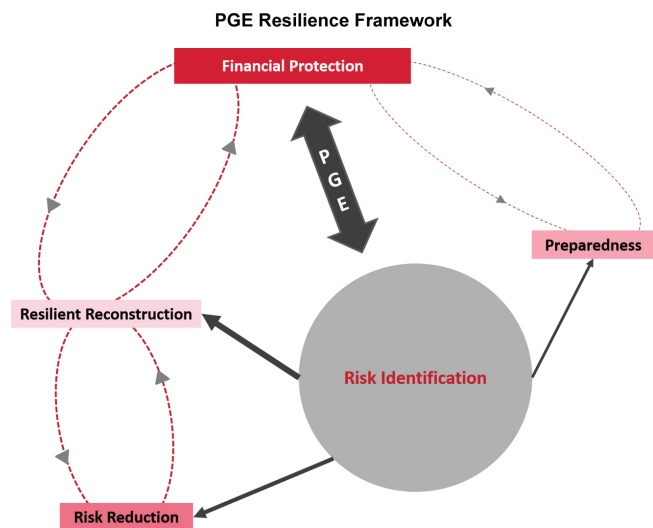 PGE Resilience Framework
Financial Protection
P
G
E
Preparedness
Resilient Reconstruction
Risk Identification
Risk Reduction